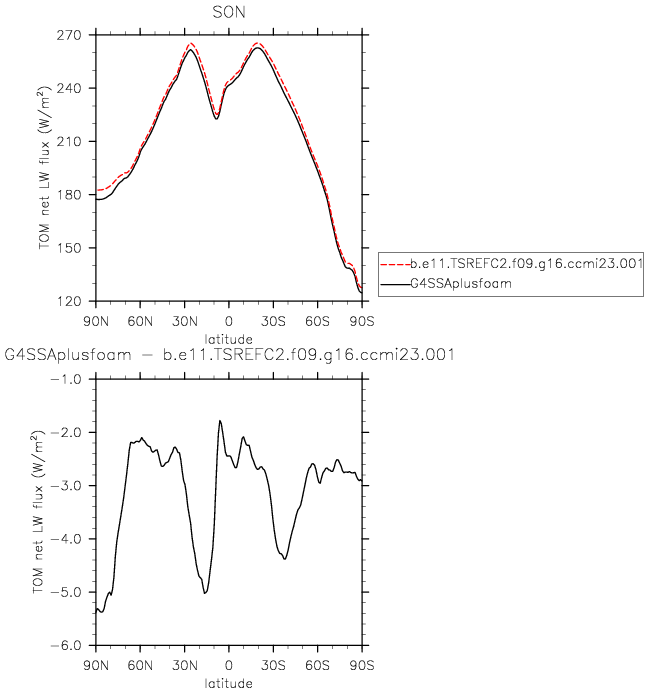 SON
270
240
210
180
150
120
TOM net LW flux (W/m²)
90N 60N 30N 0 30S 60S 90S
latitude
b.e11.TSREFC2.f09.g16.ccmi23.001
G4SSAplusfoam
G4SSAplusfoam − b.e11.TSREFC2.f09.g16.ccmi23.001
−1.0
−2.0
−3.0
−4.0
−5.0
−6.0
TOM net LW flux (W/m²)
90N 60N 30N 0 30S 60S 90S
latitude